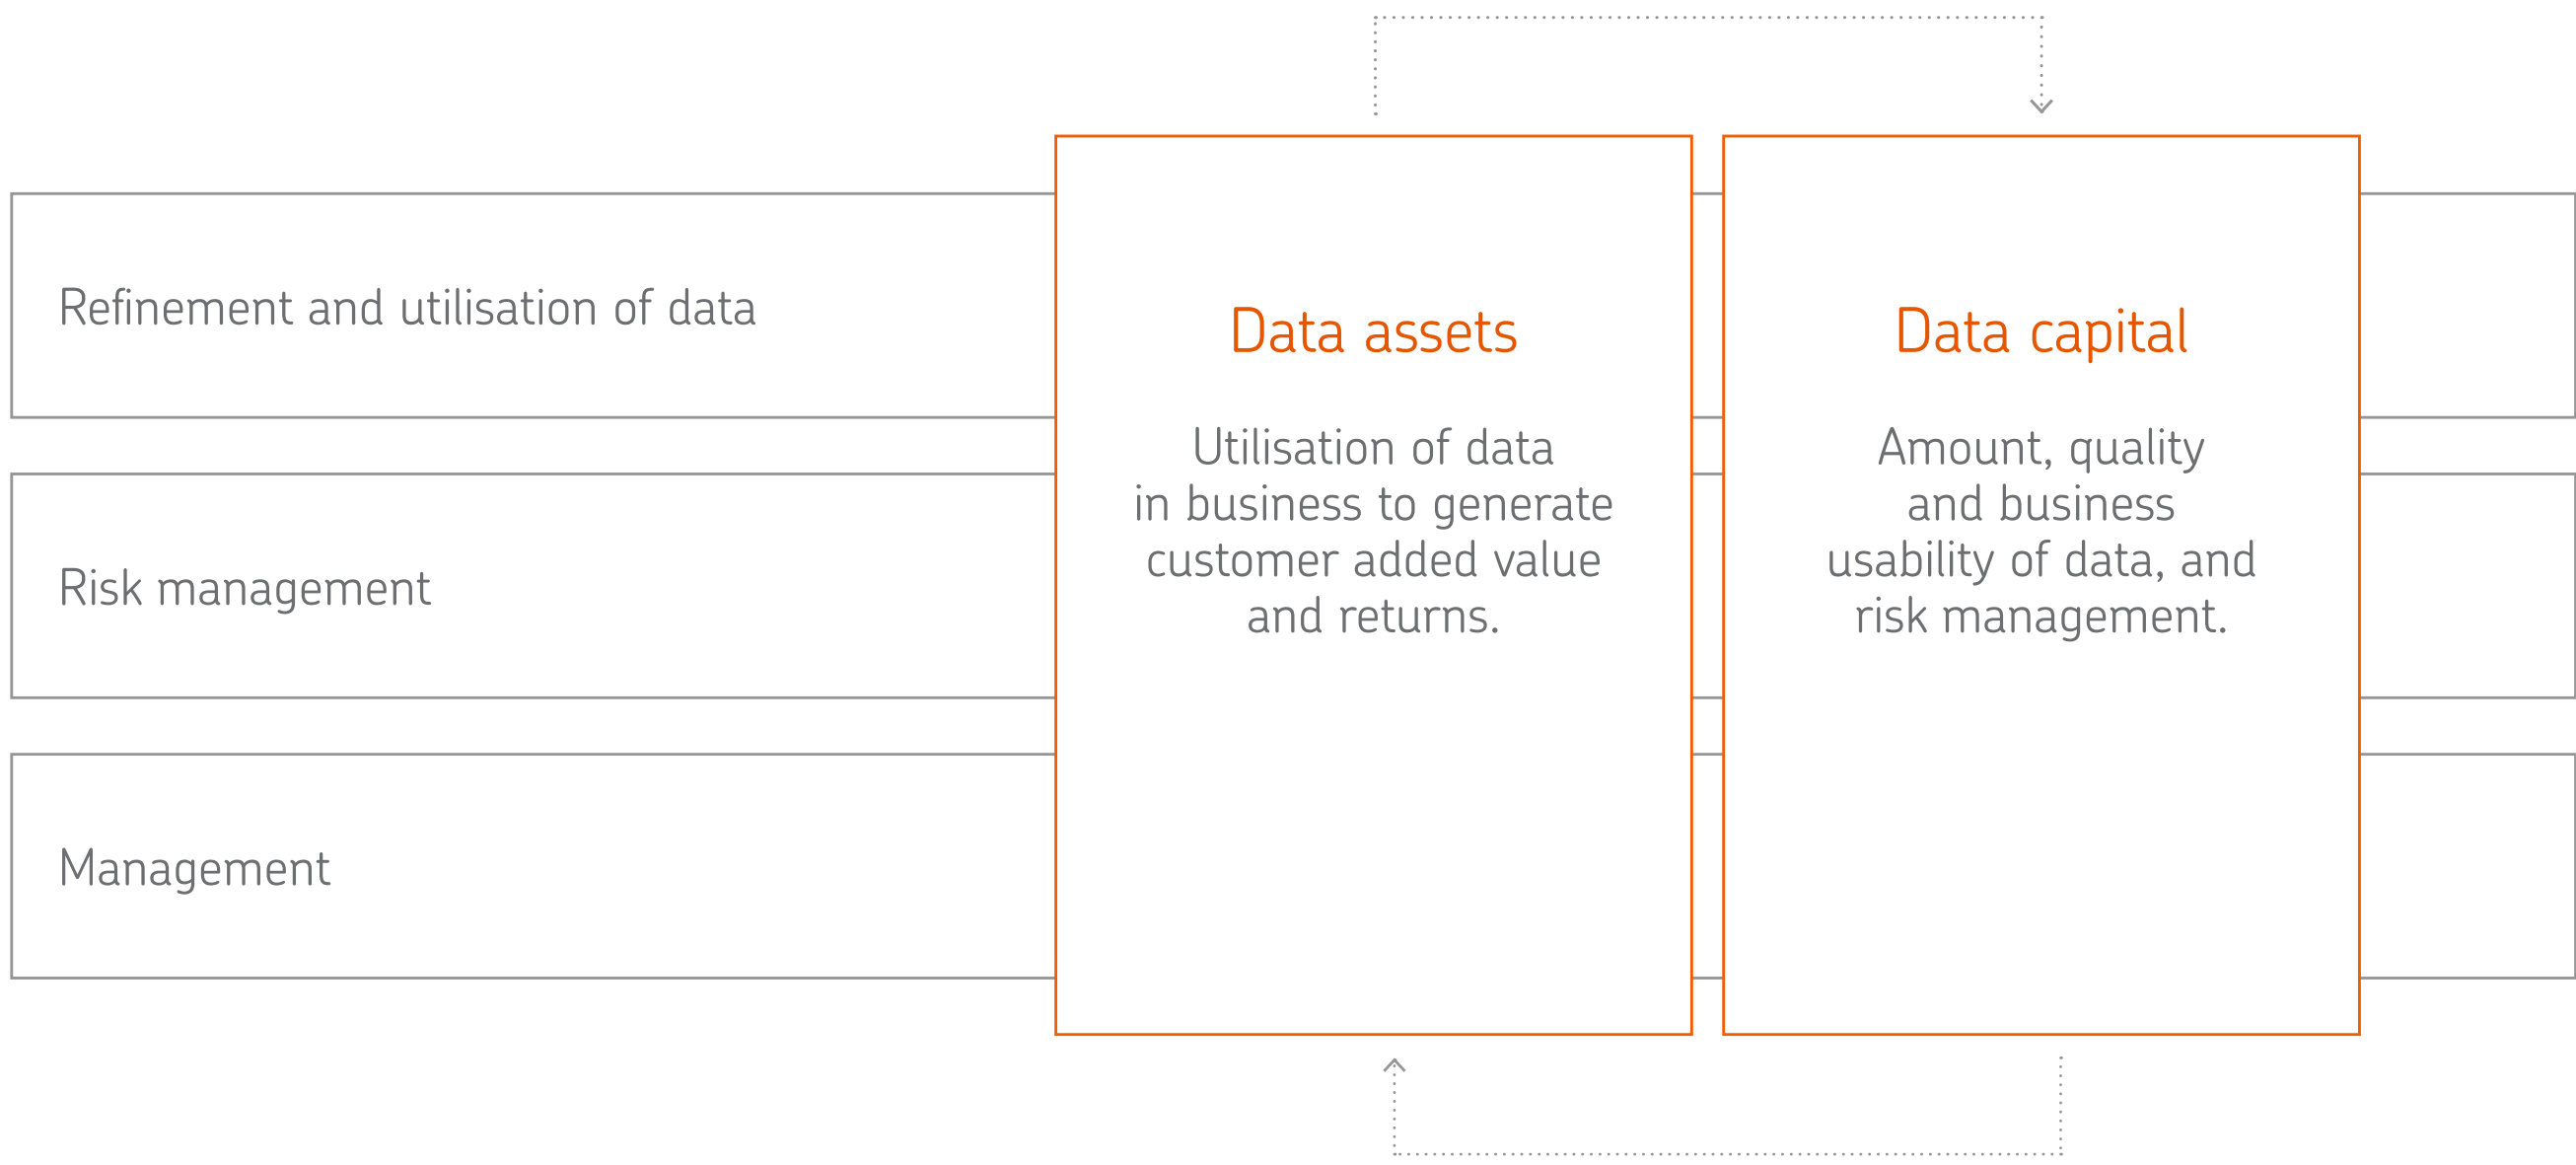 Refinement and utilisation of data
Risk management
Management
Data assets
Utilisation of data
in business to generate
customer added value
and returns.
Data capital
Amount, quality
and business
usability of data, and
risk management.